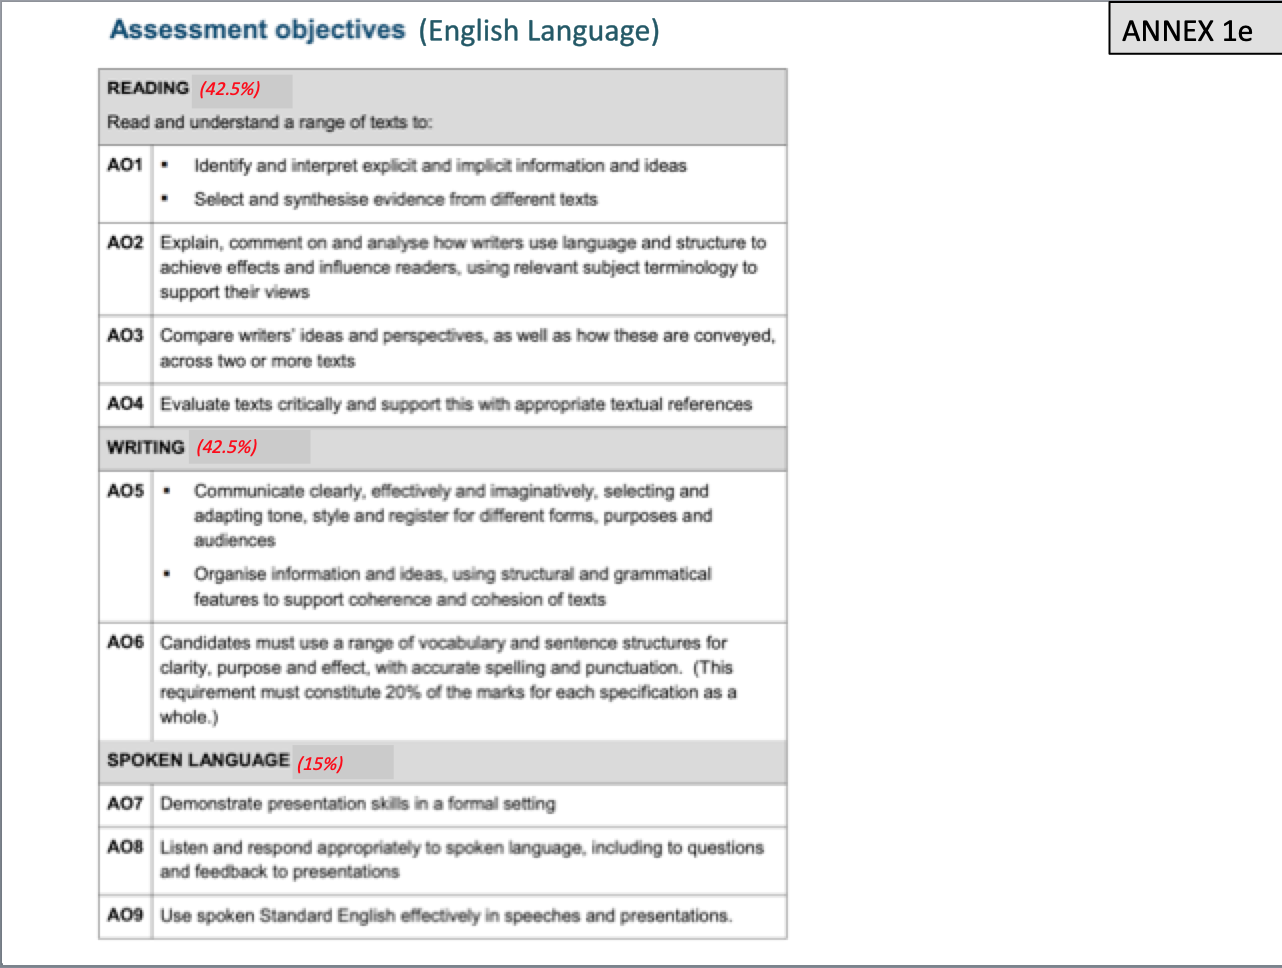 Assessment objectives (English Language)
ANNEX 1e
READING (42.5%)
Read and understand a range of texts to:
AO1 ▪ Identify and interpret explicit and implicit information and ideas
▪ Select and synthesise evidence from different texts
AO2 Explain, comment on and analyse how writers use language and structure to
achieve effects and influence readers, using relevant subject terminology to
support their views
AO3 Compare writers' ideas and perspectives, as well as how these are conveyed,
across two or more texts
AO4 Evaluate texts critically and support this with appropriate textual references
WRITING (42.5%)
AO5 ▪ Communicate clearly, effectively and imaginatively, selecting and
adapting tone, style and register for different forms, purposes and
audiences
▪ Organise information and ideas, using structural and grammatical
features to support coherence and cohesion of texts
AO6 Candidates must use a range of vocabulary and sentence structures for
clarity, purpose and effect, with accurate spelling and punctuation. (This
requirement must constitute 20% of the marks for each specification as a
whole.)
SPOKEN LANGUAGE (15%)
AO7 Demonstrate presentation skills in a formal setting
AO8 Listen and respond appropriately to spoken language, including to questions
and feedback to presentations
AO9 Use spoken Standard English effectively in speeches and presentations.